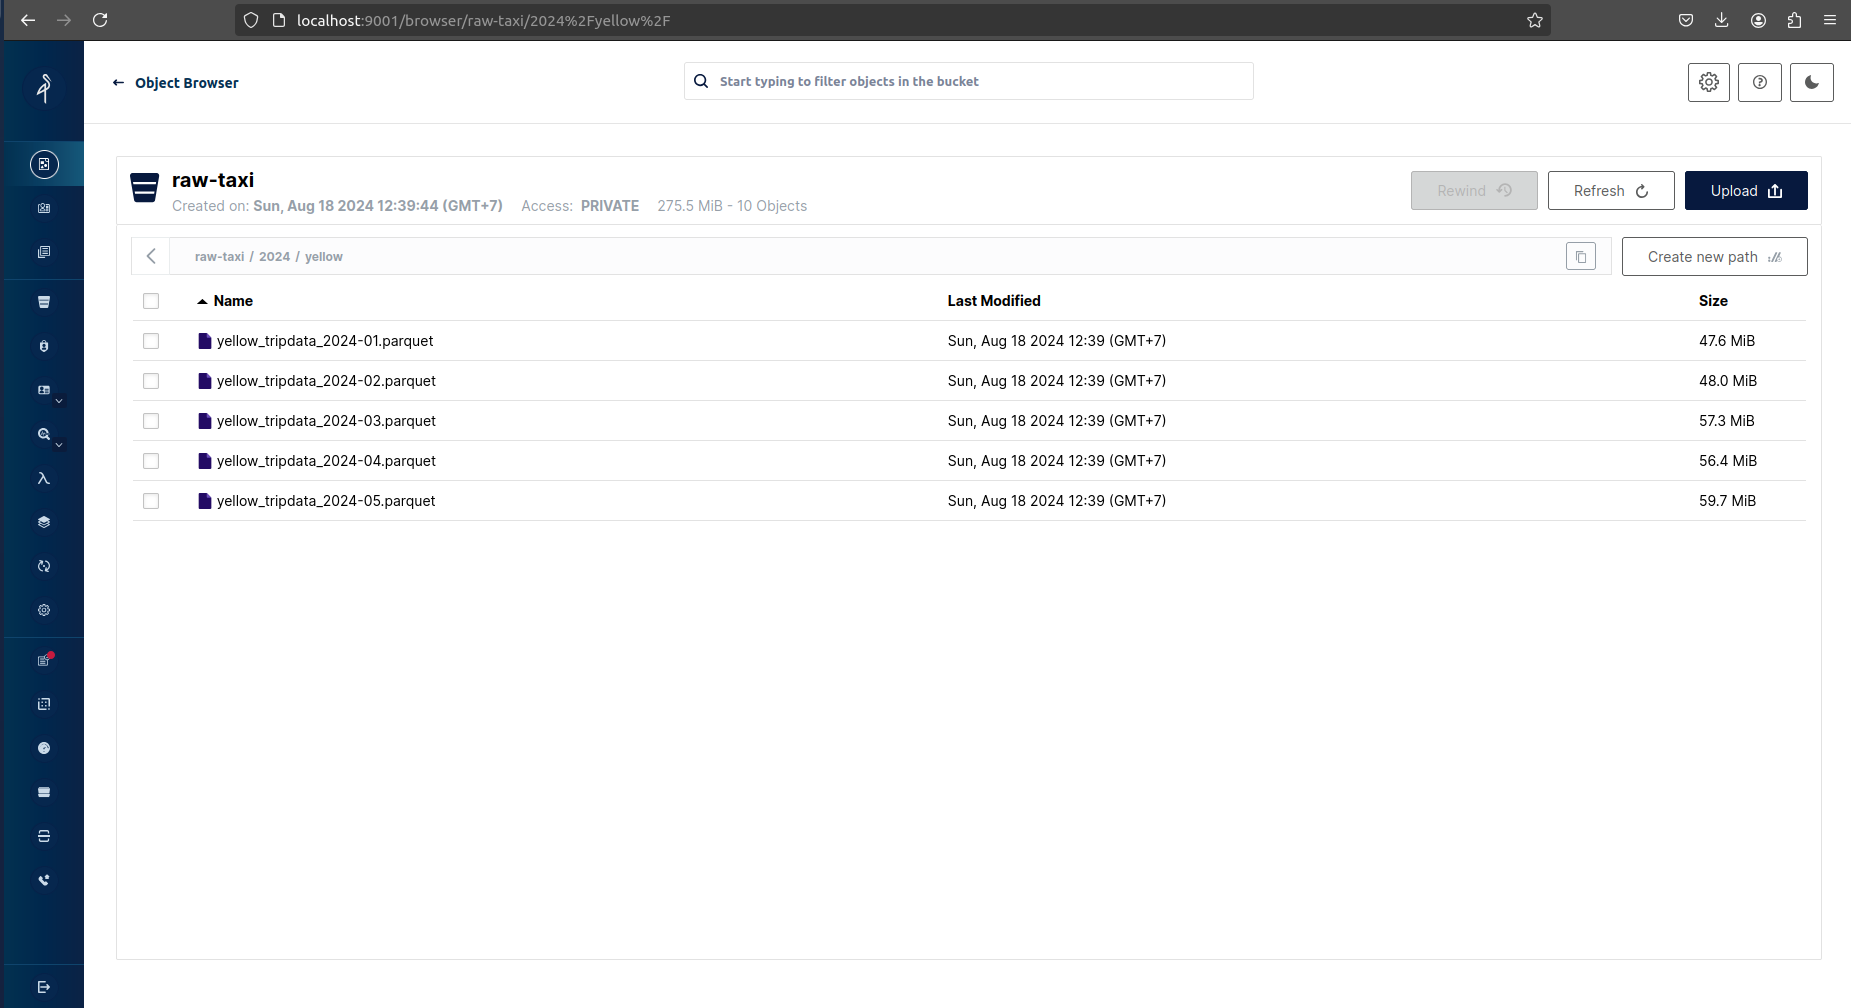 localhost:9001/browser/raw-taxi/2024%2Fyellow%2F
Object Browser
Start typing to filter objects in the bucket
raw-taxi
Created on: Sun, Aug 18 2024 12:39:44 (GMT+7) Access: PRIVATE 275.5 MiB - 10 Objects
Rewind Refresh Upload
raw-taxi / 2024 / yellow
Create new path
Name Last Modified Size
yellow_tripdata_2024-01.parquet Sun, Aug 18 2024 12:39 (GMT+7) 47.6 MiB
yellow_tripdata_2024-02.parquet Sun, Aug 18 2024 12:39 (GMT+7) 48.0 MiB
yellow_tripdata_2024-03.parquet Sun, Aug 18 2024 12:39 (GMT+7) 57.3 MiB
yellow_tripdata_2024-04.parquet Sun, Aug 18 2024 12:39 (GMT+7) 56.4 MiB
yellow_tripdata_2024-05.parquet Sun, Aug 18 2024 12:39 (GMT+7) 59.7 MiB